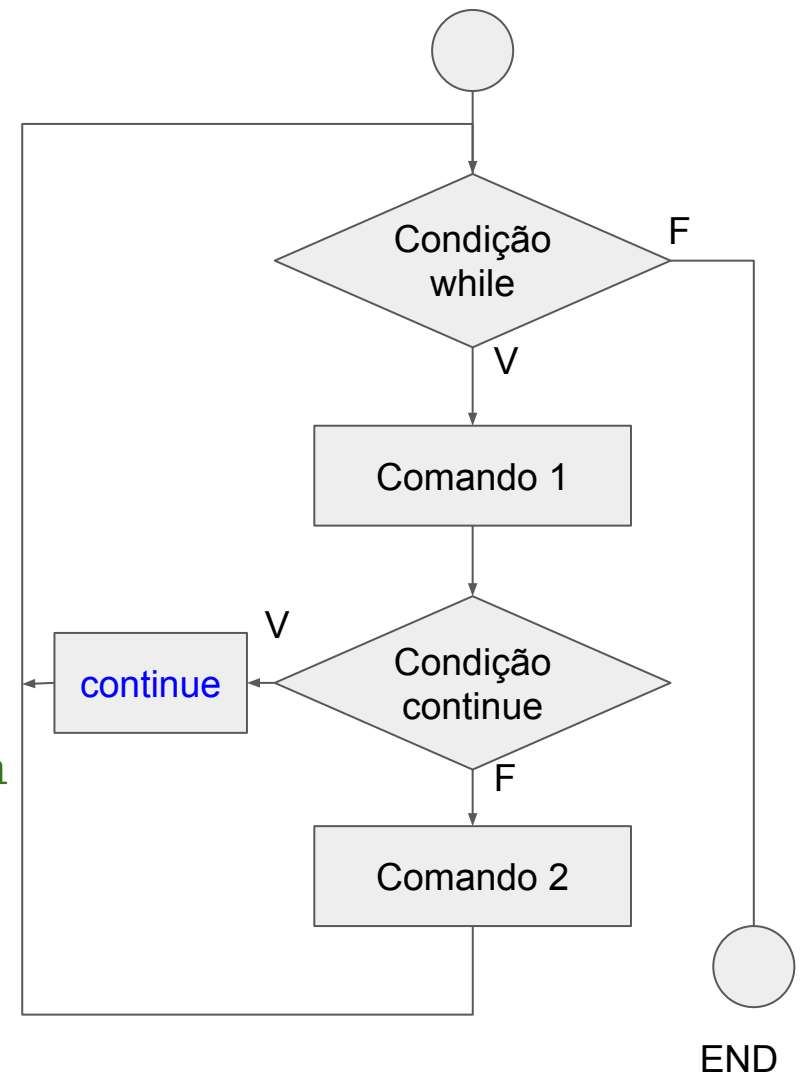 Condição
while
F
V
Comando 1
V
continue
Condição
continue
F
Comando 2
END